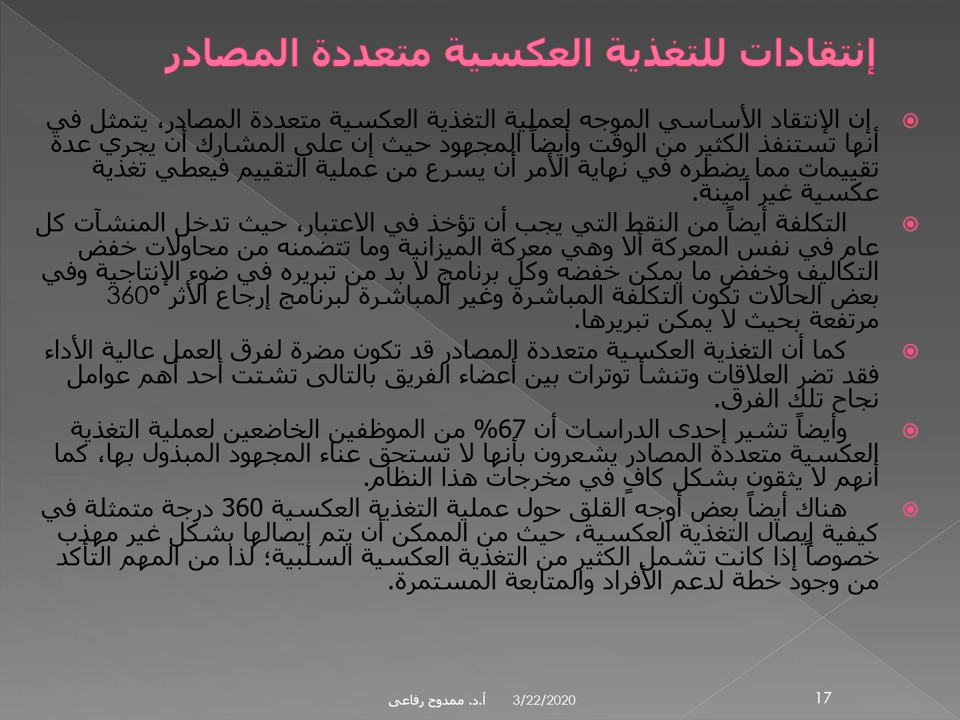 إنتقادات للتغذية العكسية متعددة المصادر
إن الإنتقاد الأساسي الموجه لعملية التغذية العكسية متعددة المصادر، يتمثل في
أنها تستنفذ الكثير من الوقت وأيضاً المجهود حيث إن على المشارك أن يجري عدة
تقييمات مما يضطره في نهاية الأمر أن يسرع من عملية التقييم فيعطي تغذية
عكسية غير أمينة.
التكلفة أيضاً من النقط التي يجب أن تؤخذ في الاعتبار، حيث تدخل المنشآت كل
عام في نفس المعركة ألا وهي معركة الميزانية وما تتضمنه من محاولات خفض
التكاليف وخفض ما يمكن خفضه وكل برنامج لا بد من تبريره في ضوء الإنتاجية وفي
بعض الحالات تكون التكلفة المباشرة وغير المباشرة لبرنامج إرجاع الأثر °360
مرتفعة بحيث لا يمكن تبريرها.
كما أن التغذية العكسية متعددة المصادر قد تكون مضرة لفرق العمل عالية الأداء
فقد تضر العلاقات وتنشأ توترات بين أعضاء الفريق بالتالى تشتت أحد أهم عوامل
نجاح تلك الفرق.
وأيضاً تشير إحدى الدراسات أن 67% من الموظفين الخاضعين لعملية التغذية
العكسية متعددة المصادر يشعرون بأنها لا تستحق عناء المجهود المبذول بها، كما
أنهم لا يثقون بشكل كافٍ في مخرجات هذا النظام.
هناك أيضاً بعض أوجه القلق حول عملية التغذية العكسية 360 درجة متمثلة في
كيفية إيصال التغذية العكسية، حيث من الممكن أن يتم إيصالها بشكل غير مهذب
خصوصاً إذا كانت تشمل الكثير من التغذية العكسية السلبية؛ لذا من المهم التأكد
من وجود خطة لدعم الأفراد والمتابعة المستمرة.
17
3/22/2020
أ.د. ممدوح رفاعى